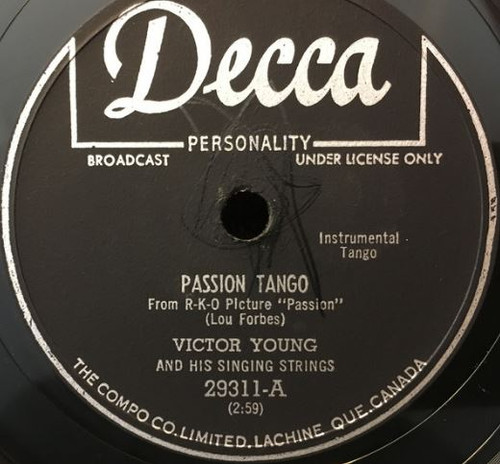 Decca
PERSONALITY
BROADCAST UNDER LICENSE ONLY
Instrumental
Tango
PASSION TANGO
From R-K-O Picture "Passion"
(Lou Forbes)
VICTOR YOUNG
AND HIS SINGING STRINGS
29311-A
(2:59)
THE COMPO CO. LIMITED, LACHINE QUE. CANADA